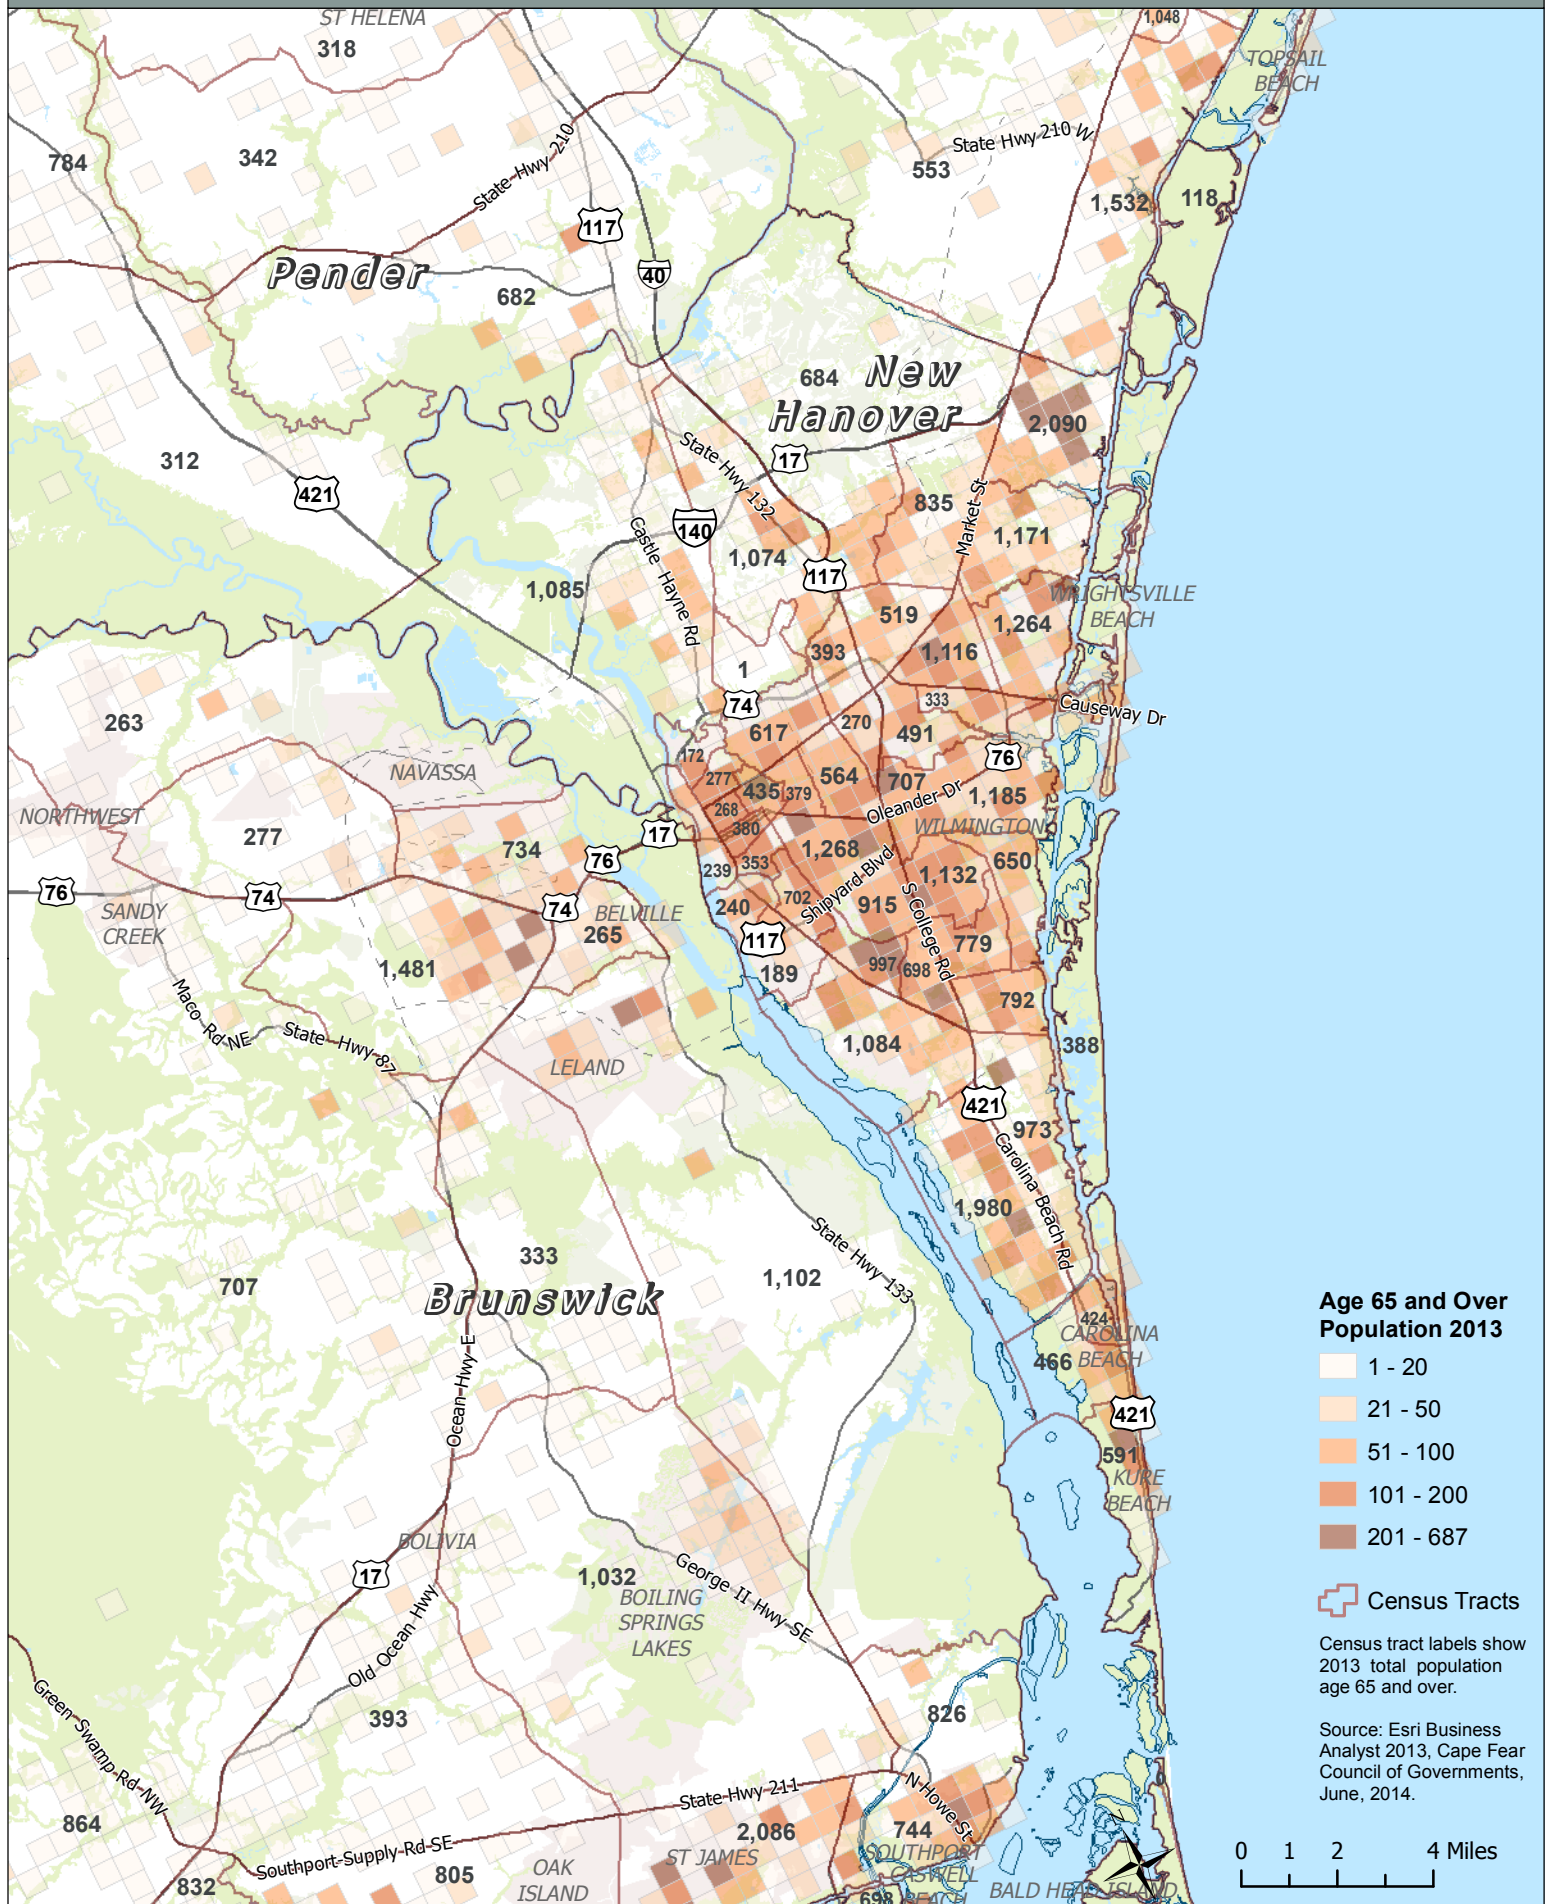 ST HELENA
318
1,048
TOPSAIL
BEACH
State Hwy 210
State Hwy 210 W
784
342
553
1,532
118
117
40
Pender
682
684
New
Hanover
2,090
17
State Hwy 132
312
421
835
Market St
1,171
140
Castle Hayne Rd
1,074
117
1,085
519
1,264
WRIGHTSVILLE
BEACH
393
1,116
1
74
333
Causeway Dr
263
617
270
491
172
76
NAVASSA
277
435
379
564
707
1,185
Oleander Dr
NORTHWEST
268
380
WILMINGTON
277
734
17
76
1,268
650
239
353
1,132
76
74
SANDY
CREEK
74
BELVILLE
265
240
702
Shipyard Blvd
915
S College Rd
117
779
1,481
189
997
698
792
Maco Rd NE
State Hwy 87
1,084
388
LELAND
421
973
Carolina Beach Rd
1,980
State Hwy 133
333
707
1,102
Brunswick
Ocean Hwy E
424
CAROLINA
BEACH
466
421
591
KURE
BEACH
BOLIVIA
17
1,032
BOILING
SPRINGS
LAKES
George II Hwy SE
Old Ocean Hwy
393
826
Green Swamp Rd NW
State Hwy 211
N Howe St
864
2,086
ST JAMES
744
SOUTHPORT
Southport-Supply Rd SE
805
OAK
ISLAND
CASWELL
BEACH
832
698
BALD HEAD ISLAND
N
Age 65 and Over
Population 2013
1 - 20
21 - 50
51 - 100
101 - 200
201 - 687
Census Tracts
Census tract labels show
2013 total population
age 65 and over.
Source: Esri Business
Analyst 2013, Cape Fear
Council of Governments,
June, 2014.
0 1 2 4 Miles